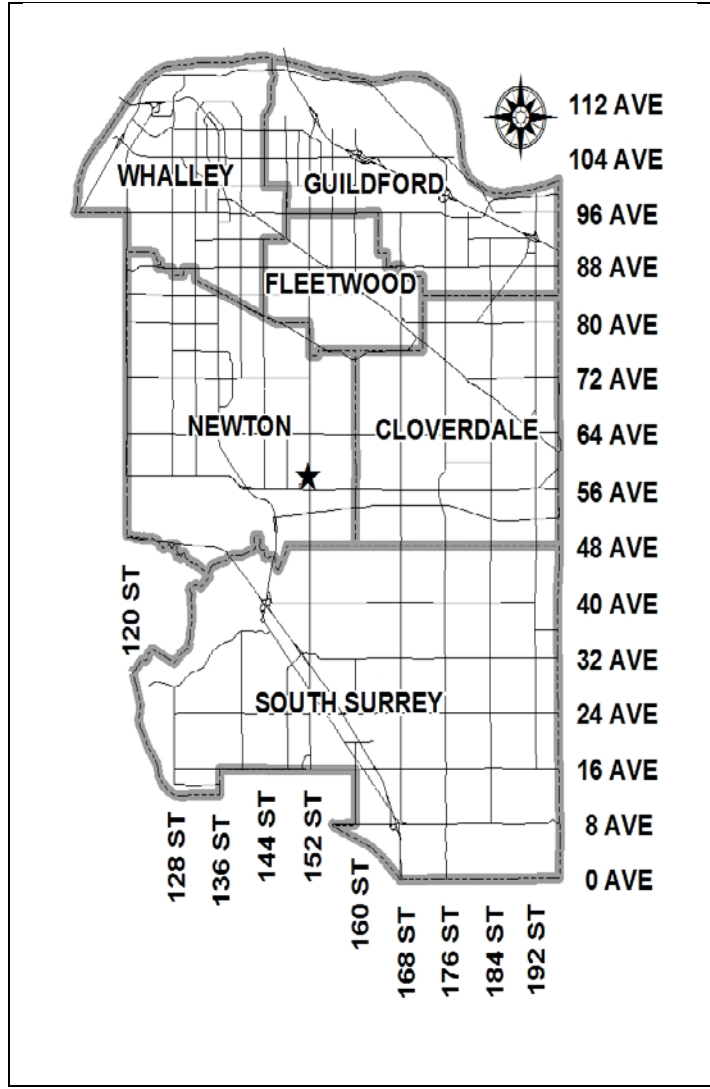 112 AVE
104 AVE
WHALLEY
GUILDFORD
96 AVE
88 AVE
FLEETWOOD
80 AVE
72 AVE
NEWTON
CLOVERDALE
64 AVE
56 AVE
48 AVE
120 ST
40 AVE
32 AVE
SOUTH SURREY
24 AVE
16 AVE
8 AVE
0 AVE
128 ST
136 ST
144 ST
152 ST
160 ST
168 ST
176 ST
184 ST
192 ST